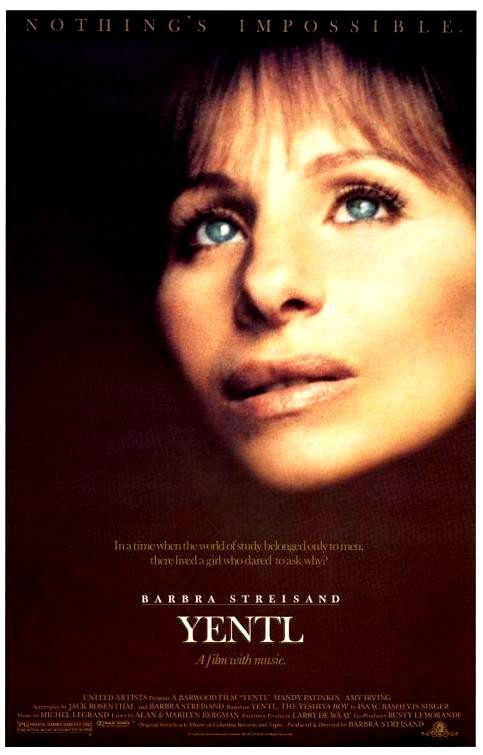 NOTHING'S IMPOSSIBLE.
In a time when the world of study belonged only to men,
there lived a girl who dared to ask why?
BARBRA STREISAND
YENTL
A film with music.
UNITED ARTISTS Presents A BARWOOD FILM "YENTL" MANDY PATINKIN AMY IRVING
Screenplay by JACK ROSENTHAL and BARBRA STREISAND Based on YENTL, THE YESHIVA BOY by ISAAC BASHEVIS SINGER
Music by MICHEL LEGRAND Lyrics by ALAN & MARILYN BERGMAN Executive Producer LARRY DE WAAY Co-Producer RUSTY LEMORANDE
PG Original Soundtrack Album on Columbia Records and Tapes Produced & Directed by BARBRA STREISAND